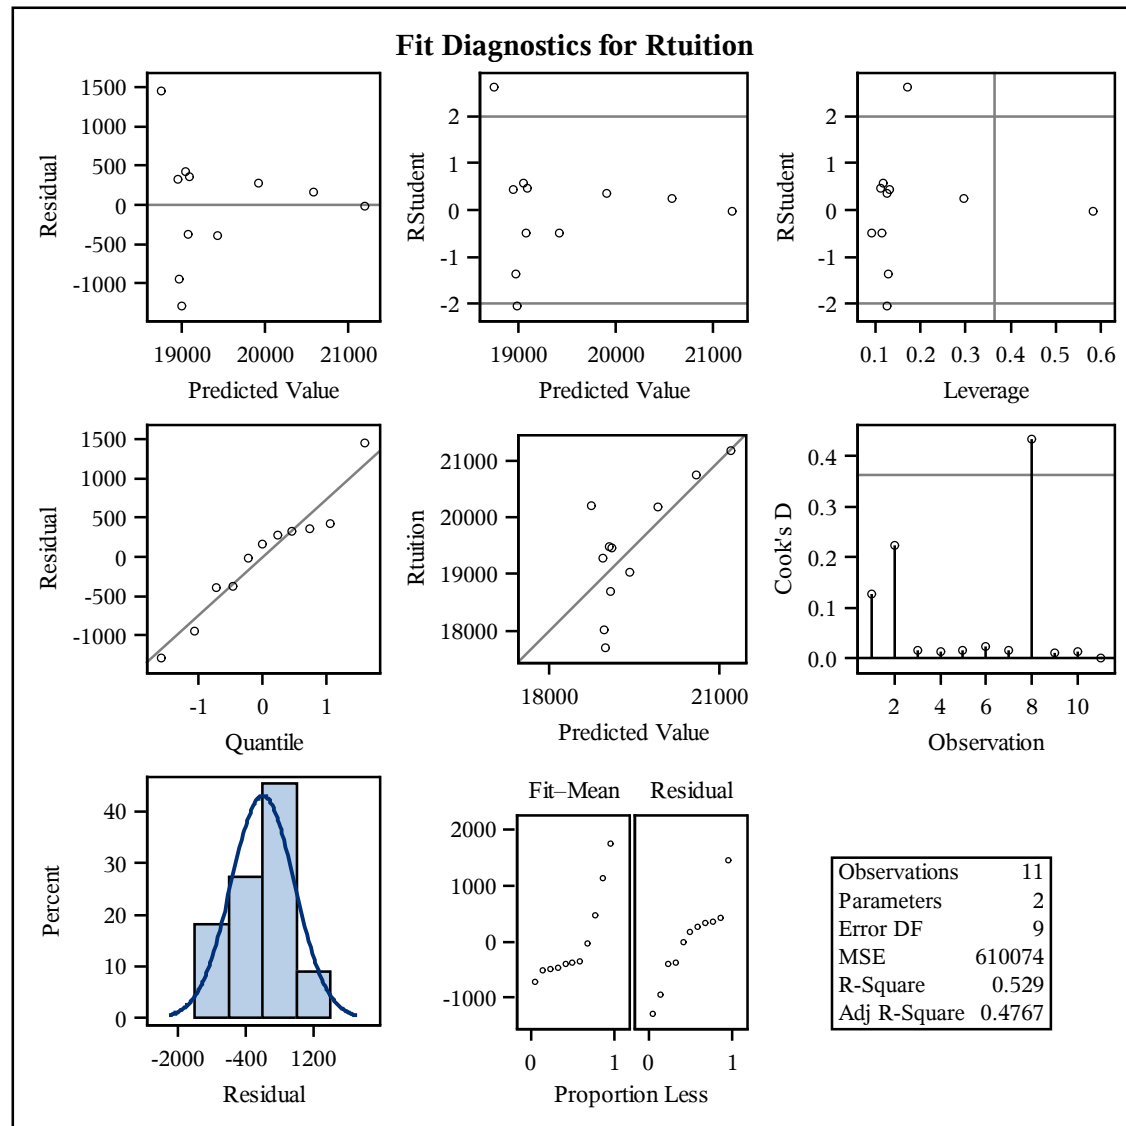 Fit Diagnostics for Rtuition
1500
1000
500
0
-500
-1000
Residual
19000 20000 21000
Predicted Value
2
1
0
-1
-2
RStudent
19000 20000 21000
Predicted Value
2
1
0
-1
-2
RStudent
0.1 0.2 0.3 0.4 0.5 0.6
Leverage
1500
1000
500
0
-500
-1000
Residual
-1 0 1
Quantile
21000
20000
19000
18000
Rtuition
18000 21000
Predicted Value
0.4
0.3
0.2
0.1
0.0
Cook's D
2 4 6 8 10
Observation
40
30
20
10
0
Percent
-2000 -400 1200
Residual
Fit–Mean Residual
2000
1000
0
-1000
0 1 0 1
Proportion Less
Observations 11
Parameters 2
Error DF 9
MSE 610074
R-Square 0.529
Adj R-Square 0.4767